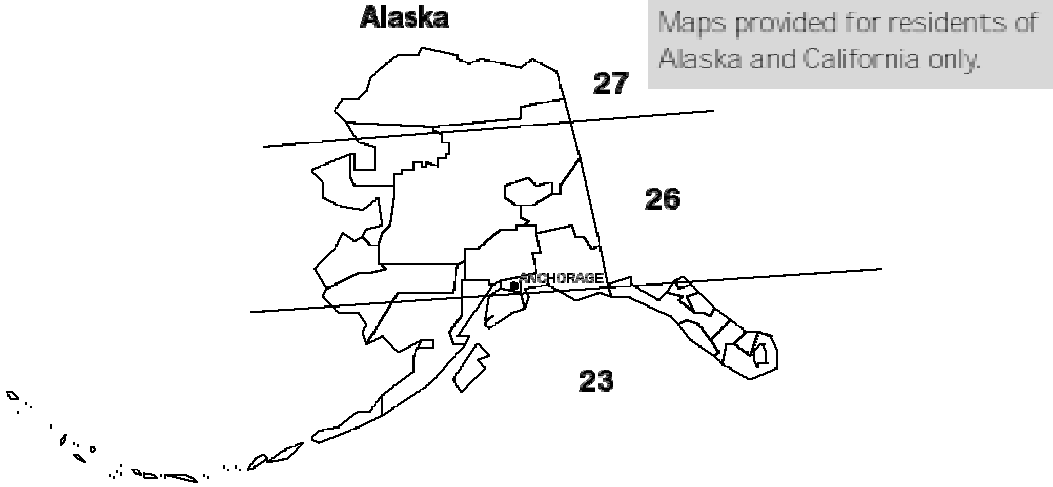 Alaska
Maps provided for residents of
Alaska and California only.
27
26
ANCHORAGE
23